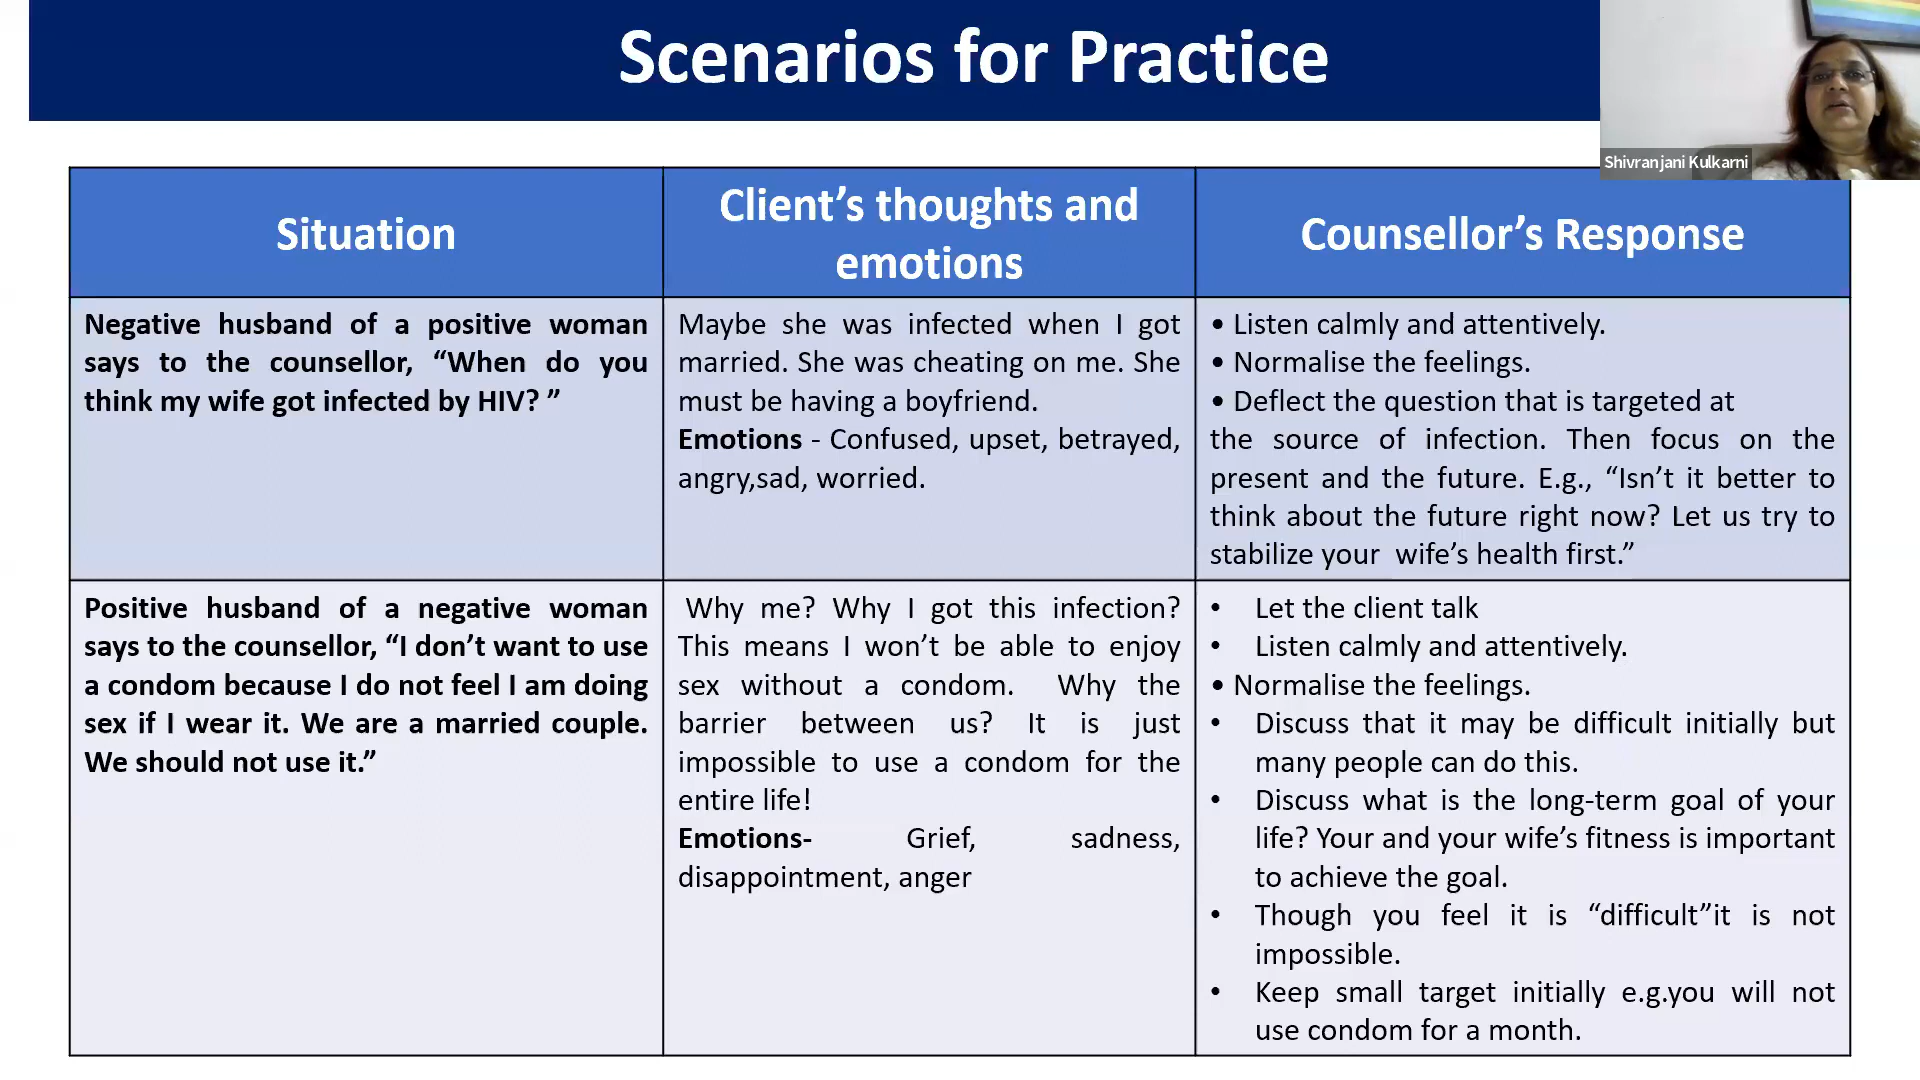 Scenarios for Practice
Shivranjani Kulkarni
Situation
Client’s thoughts and
emotions
Counsellor’s Response
Negative husband of a positive woman
says to the counsellor, “When do you
think my wife got infected by HIV? ”
Maybe she was infected when I got
married. She was cheating on me. She
must be having a boyfriend.
Emotions - Confused, upset, betrayed,
angry,sad, worried.
• Listen calmly and attentively.
• Normalise the feelings.
• Deflect the question that is targeted at
the source of infection. Then focus on the
present and the future. E.g., “Isn’t it better to
think about the future right now? Let us try to
stabilize your wife’s health first.”
Positive husband of a negative woman
says to the counsellor, “I don’t want to use
a condom because I do not feel I am doing
sex if I wear it. We are a married couple.
We should not use it.”
Why me? Why I got this infection?
This means I won’t be able to enjoy
sex without a condom. Why the
barrier between us? It is just
impossible to use a condom for the
entire life!
Emotions- Grief, sadness,
disappointment, anger
• Let the client talk
• Listen calmly and attentively.
• Normalise the feelings.
• Discuss that it may be difficult initially but
many people can do this.
• Discuss what is the long-term goal of your
life? Your and your wife’s fitness is important
to achieve the goal.
• Though you feel it is “difficult”it is not
impossible.
• Keep small target initially e.g.you will not
use condom for a month.